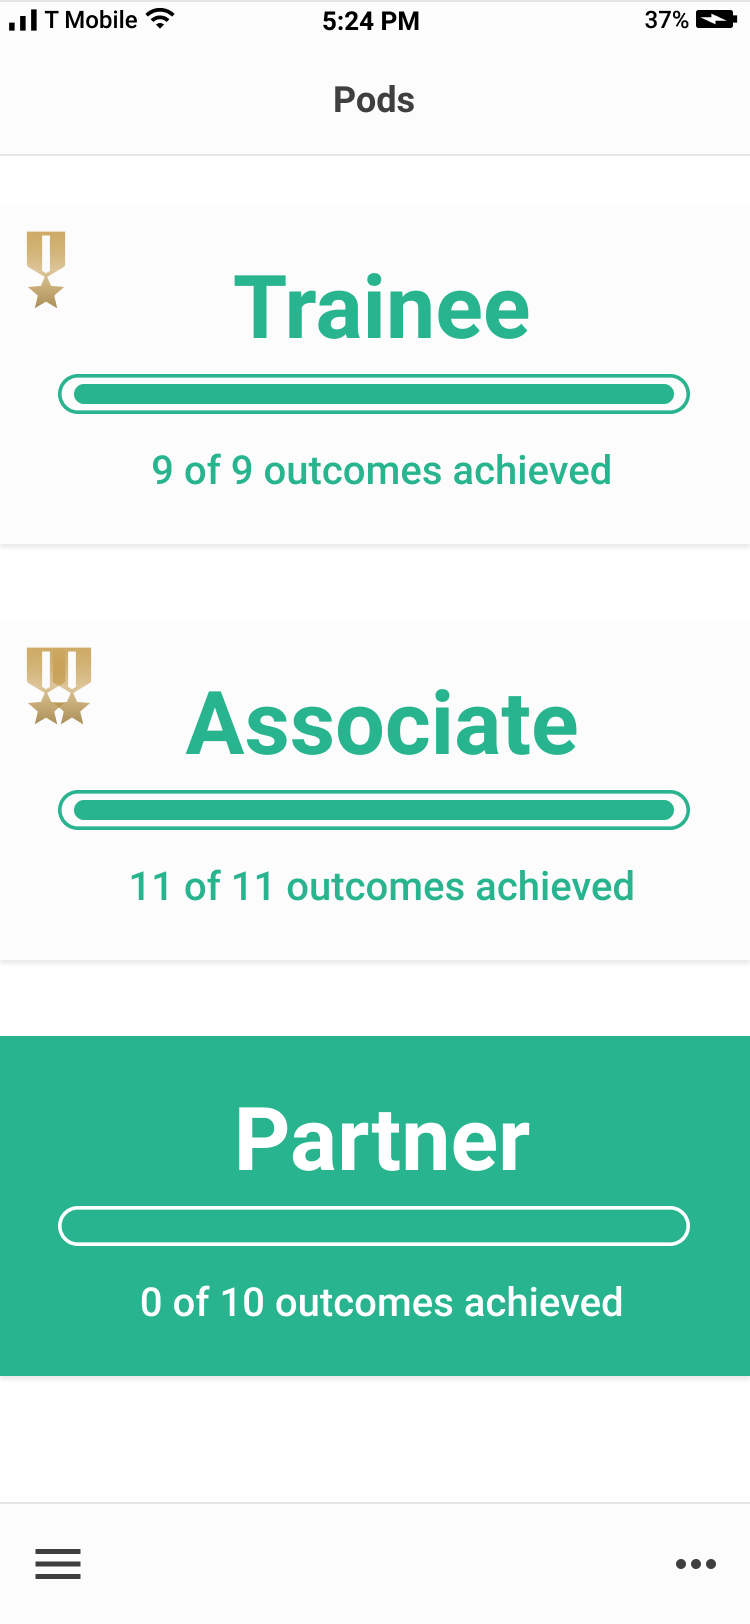 T Mobile 5:24 PM 37%
Pods
Trainee
9 of 9 outcomes achieved
Associate
11 of 11 outcomes achieved
Partner
0 of 10 outcomes achieved